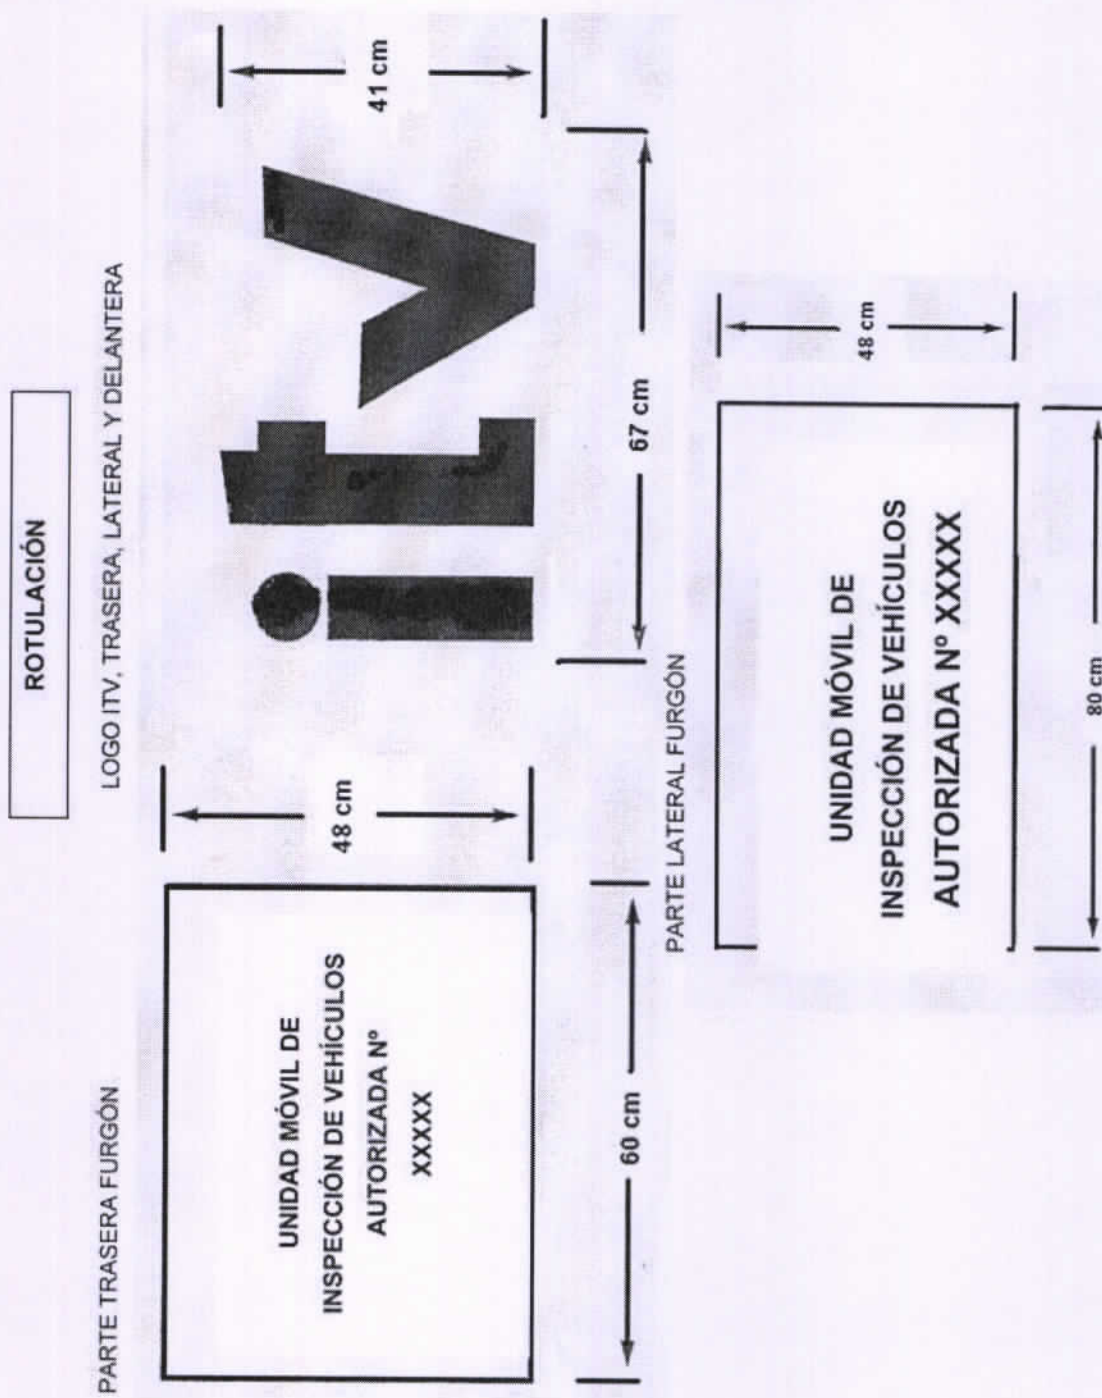 ROTULACIÓN
PARTE TRASERA FURGÓN
LOGO ITV, TRASERA, LATERAL Y DELANTERA
UNIDAD MÓVIL DE
INSPECCIÓN DE VEHÍCULOS
AUTORIZADA Nº
XXXXX
48 cm
60 cm
itv
41 cm
67 cm
PARTE LATERAL FURGÓN
UNIDAD MÓVIL DE
INSPECCIÓN DE VEHÍCULOS
AUTORIZADA Nº XXXXX
48 cm
80 cm